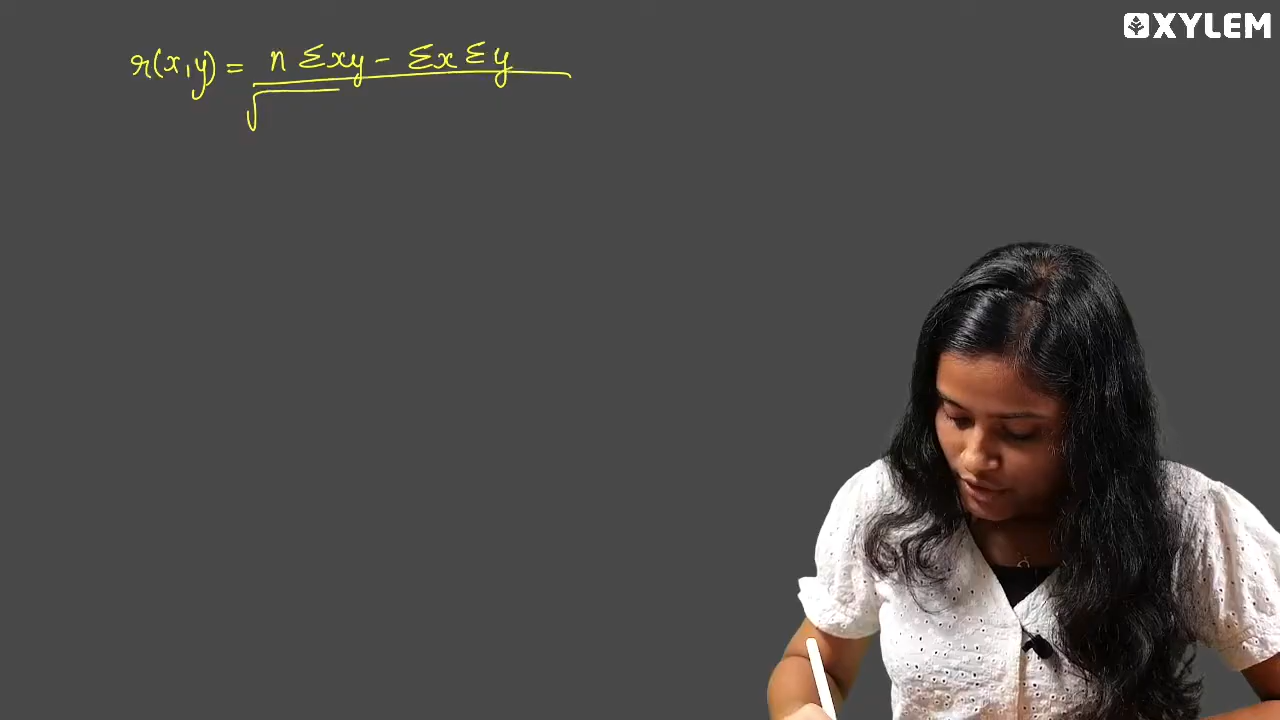 XYLEM
r(x,y) = n Σxy - Σx Σy
√